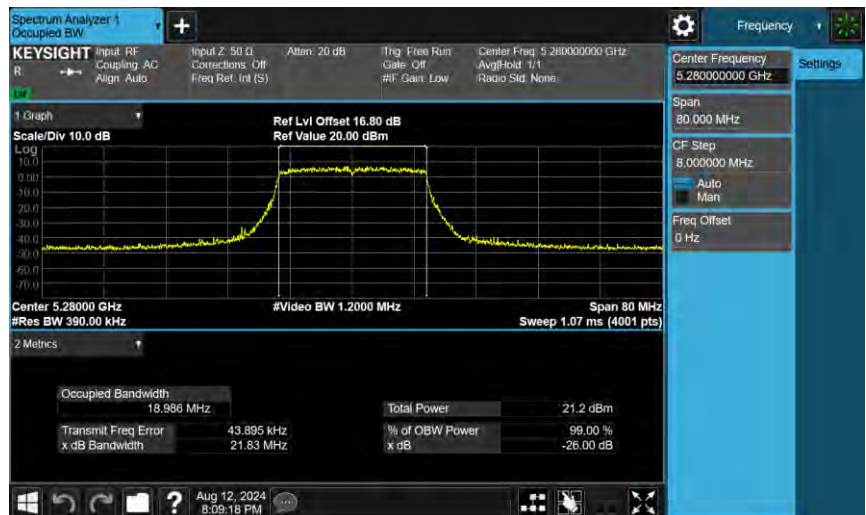 Spectrum Analyzer 1
Occupied BW
+
Frequency
KEYSIGHT
R
Input: RF
Coupling: AC
Align: Auto
Input Z: 50 Ω
Corrections: Off
Freq Ref: Int (S)
Atten: 20 dB
Trig: Free Run
Gate: Off
#IF Gain: Low
Center Freq: 5.280000000 GHz
Avg|Hold: 1/1
Radio Std: None
Center Frequency
5.280000000 GHz
Settings
Span
80.000 MHz
CF Step
8.000000 MHz
Auto
Man
Freq Offset
0 Hz
1 Graph
Scale/Div 10.0 dB
Ref Lvl Offset 16.80 dB
Ref Value 20.00 dBm
Log
10.0
0.00
-10.0
-20.0
-30.0
-40.0
-50.0
-60.0
-70.0
Center 5.28000 GHz
#Video BW 1.2000 MHz
Span 80 MHz
#Res BW 390.00 kHz
Sweep 1.07 ms (4001 pts)
2 Metrics
Occupied Bandwidth
18.986 MHz
Total Power 21.2 dBm
Transmit Freq Error 43.895 kHz
% of OBW Power 99.00 %
x dB Bandwidth 21.83 MHz
x dB -26.00 dB
?
Aug 12, 2024
8:09:18 PM